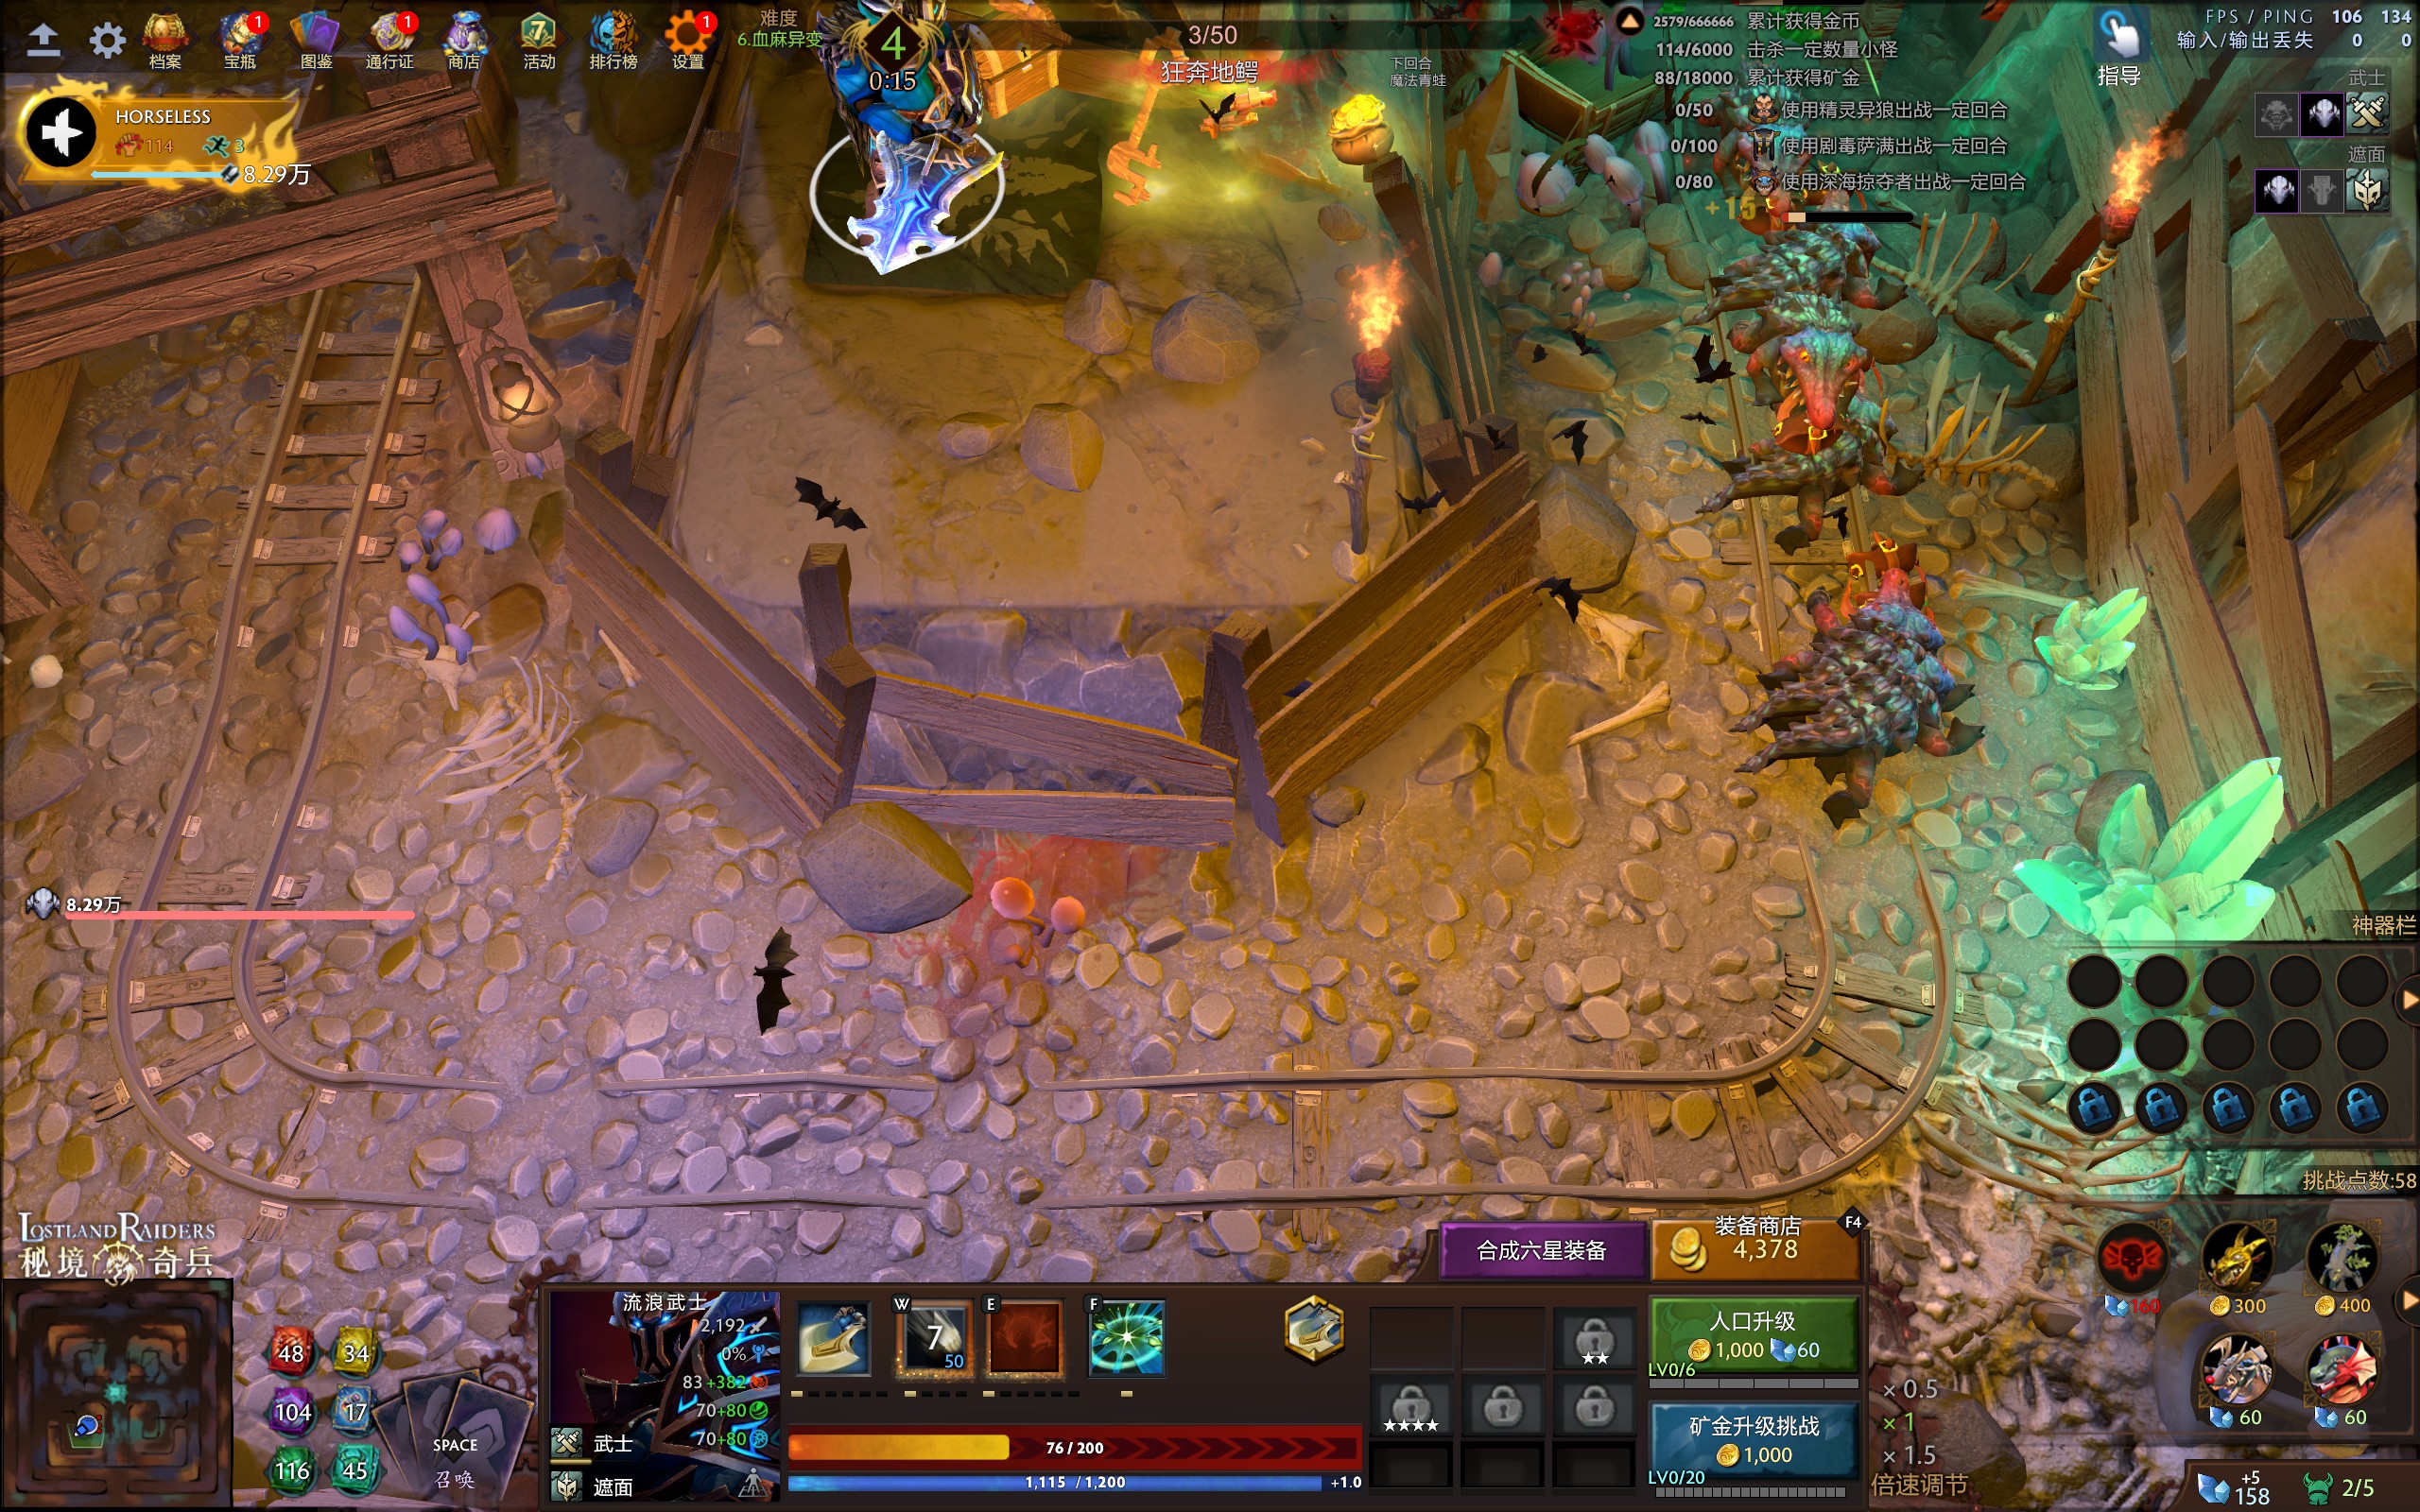 档案
1
宝瓶
图鉴
1
通行证
商店
7
活动
排行榜
1
设置
难度
6.血麻异变
4
0:15
3/50
狂奔地鳄
下回合
魔法青蛙
2579/666666 累计获得金币
114/6000 击杀一定数量小怪
88/18000 累计获得矿金
0/50 使用精灵异狼出战一定回合
0/100 使用剧毒萨满出战一定回合
0/80 使用深海掠夺者出战一定回合
+15
指导
FPS / PING 106 134
输入/输出丢失 0 0
武士
遮面
HORSELESS
114 3
8.29万
8.29万
神器栏
挑战点数:58
160
300
400
60
60
+5
158
2/5
LOSTLAND RAIDERS
秘境奇兵
48 34
104 17
116 45
SPACE
召唤
流浪武士
2,192
0%
83+382
70+80
70+80
武士
遮面
W
7
50
E
F
76 / 200
1,115 / 1,200
+1.0
合成六星装备
装备商店
4,378
F4
人口升级
1,000 60
LV0/6
矿金升级挑战
1,000
LV0/20
× 0.5
× 1
× 1.5
倍速调节